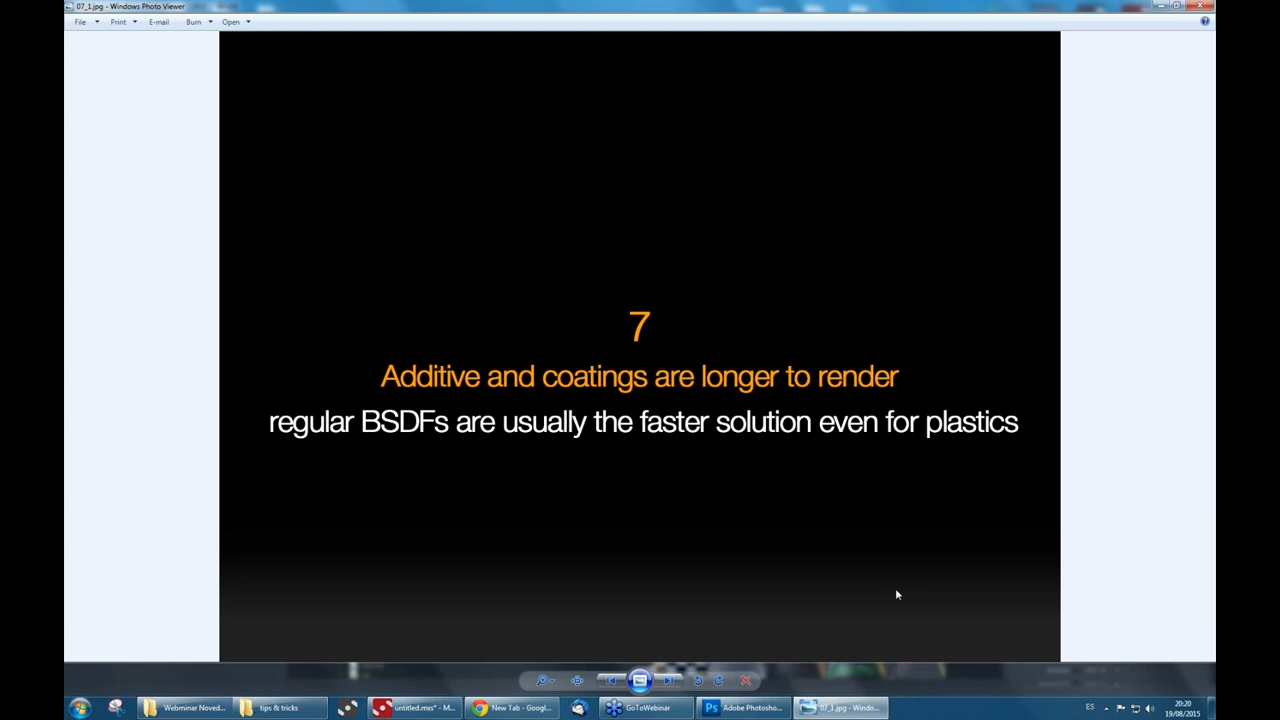 07_1.jpg - Windows Photo Viewer
File Print E-mail Burn Open
7
Additive and coatings are longer to render
regular BSDFs are usually the faster solution even for plastics
Webminar Noved... tips & tricks untitled.mxs* - M... New Tab - Googl... GoToWebinar Ps Adobe Photosho... 07_1.jpg - Windo... ES 20:20
19/08/2015